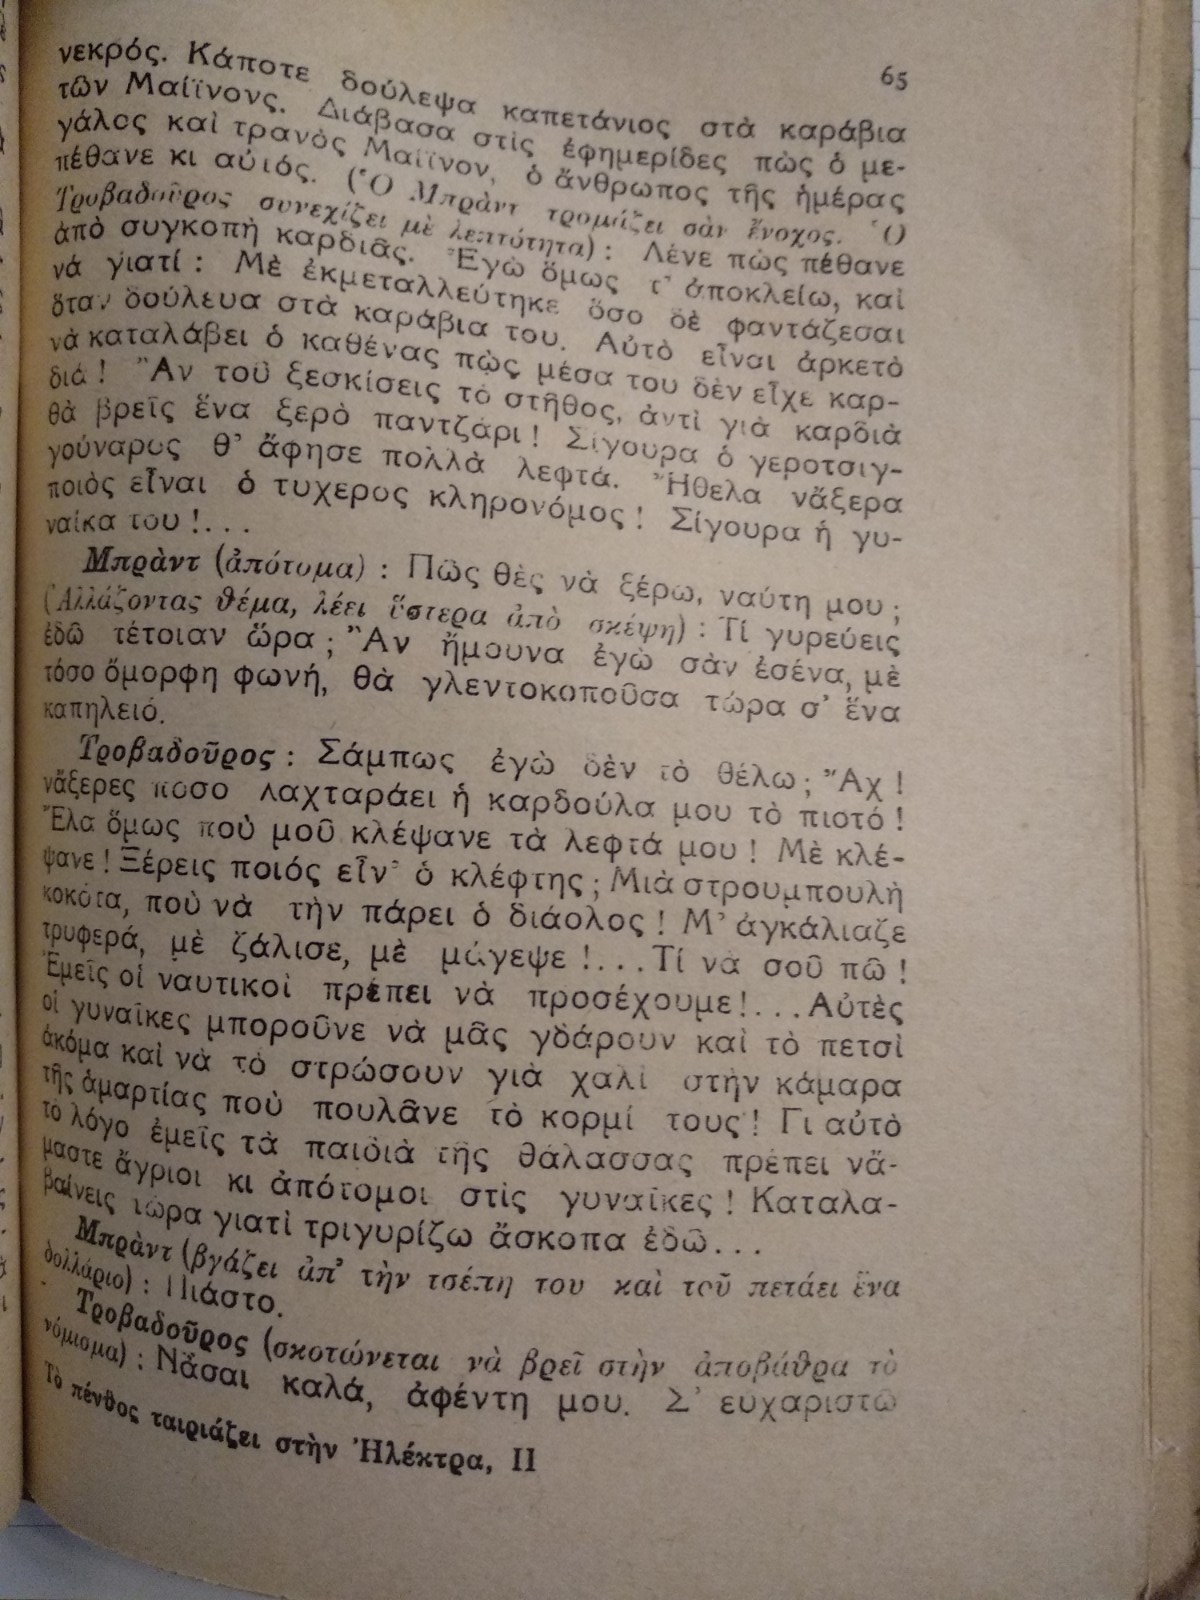 65
νεκρός. Κάποτε δούλεψα καπετάνιος στὰ καράβια
τῶν Μαίϊνονς. Διάβασα στὶς ἐφημερίδες πὼς ὁ με-
γάλος καὶ τρανὸς Μαίϊνον, ὁ ἄνθρωπος τῆς ἡμέρας
πέθανε κι αὐτός. (Ὁ Μπρὰντ τρομάζει σὰν ἔνοχος. Ὁ
Τροβαδοῦρος συνεχίζει μὲ λεπτότητα) : Λένε πὼς πέθανε
ἀπὸ συγκοπὴ καρδιᾶς. Ἐγὼ ὅμως τ' ἀποκλείω, καὶ
νά γιατί : Μὲ ἐκμεταλλεύτηκε ὅσο δὲ φαντάζεσαι
ὅταν δούλευα στὰ καράβια του. Αὐτὸ εἶναι ἀρκετὸ
νὰ καταλάβει ὁ καθένας πὼς μέσα του δὲν εἶχε καρ-
διά ! Ἂν τοῦ ξεσκίσεις τὸ στῆθος, ἀντὶ γιὰ καρδιὰ
θὰ βρεῖς ἕνα ξερὸ παντζάρι ! Σίγουρα ὁ γεροτσιγ-
γούναρος θ' ἄφησε πολλὰ λεφτά. Ἤθελα νἄξερα
ποιὸς εἶναι ὁ τυχερος κληρονόμος ! Σίγουρα ἡ γυ-
ναίκα του !...
Μπρὰντ (ἀπότομα) : Πῶς θὲς νὰ ξέρω, ναύτη μου ;
(Ἀλλάζοντας θέμα, λέει ὕστερα ἀπὸ σκέψη) : Τί γυρεύεις
ἐδῶ τέτοιαν ὥρα ; Ἂν ἤμουνα ἐγὼ σὰν ἐσένα, μὲ
τόσο ὅμορφη φωνή, θὰ γλεντοκοποῦσα τώρα σ' ἕνα
καπηλειό.
Τροβαδοῦρος : Σάμπως ἐγὼ δὲν τὸ θέλω ; Ἂχ !
νἄξερες πόσο λαχταράει ἡ καρδούλα μου τὸ πιοτό !
Ἔλα ὅμως ποὺ μοῦ κλέψανε τὰ λεφτά μου ! Μὲ κλέ-
ψανε ! Ξέρεις ποιός εἶν' ὁ κλέφτης ; Μιὰ στρουμπουλὴ
κοκότα, ποὺ νὰ τὴν πάρει ὁ διάολος ! Μ' ἀγκάλιαζε
τρυφερά, μὲ ζάλισε, μὲ μάγεψε !... Τί νὰ σοῦ πῶ !
Ἐμεῖς οἱ ναυτικοὶ πρέπει νὰ προσέχουμε !... Αὐτὲς
οἱ γυναῖκες μποροῦνε νὰ μᾶς γδάρουν καὶ τὸ πετσὶ
ἀκόμα καὶ νὰ τὸ στρώσουν γιὰ χαλὶ στὴν κάμαρα
τῆς ἁμαρτίας ποὺ πουλᾶνε τὸ κορμί τους ! Γι αὐτὸ
τὸ λόγο ἐμεῖς τὰ παιδιὰ τῆς θάλασσας πρέπει νἄ-
μαστε ἄγριοι κι ἀπότομοι στὶς γυναῖκες ! Καταλα-
βαίνεις τώρα γιατὶ τριγυρίζω ἄσκοπα ἐδῶ...
Μπρὰντ (βγάζει ἀπ' τὴν τσέπη του καὶ τοῦ πετάει ἕνα
δολλάριο) : Πιάστο.
Τροβαδοῦρος (σκοτώνεται νὰ βρεῖ στὴν ἀποβάθρα τὸ
νόμισμα) : Νἆσαι καλά, ἀφέντη μου. Σ' εὐχαριστῶ
Τὸ πένθος ταιριάζει στὴν Ἠλέκτρα, ΙΙ